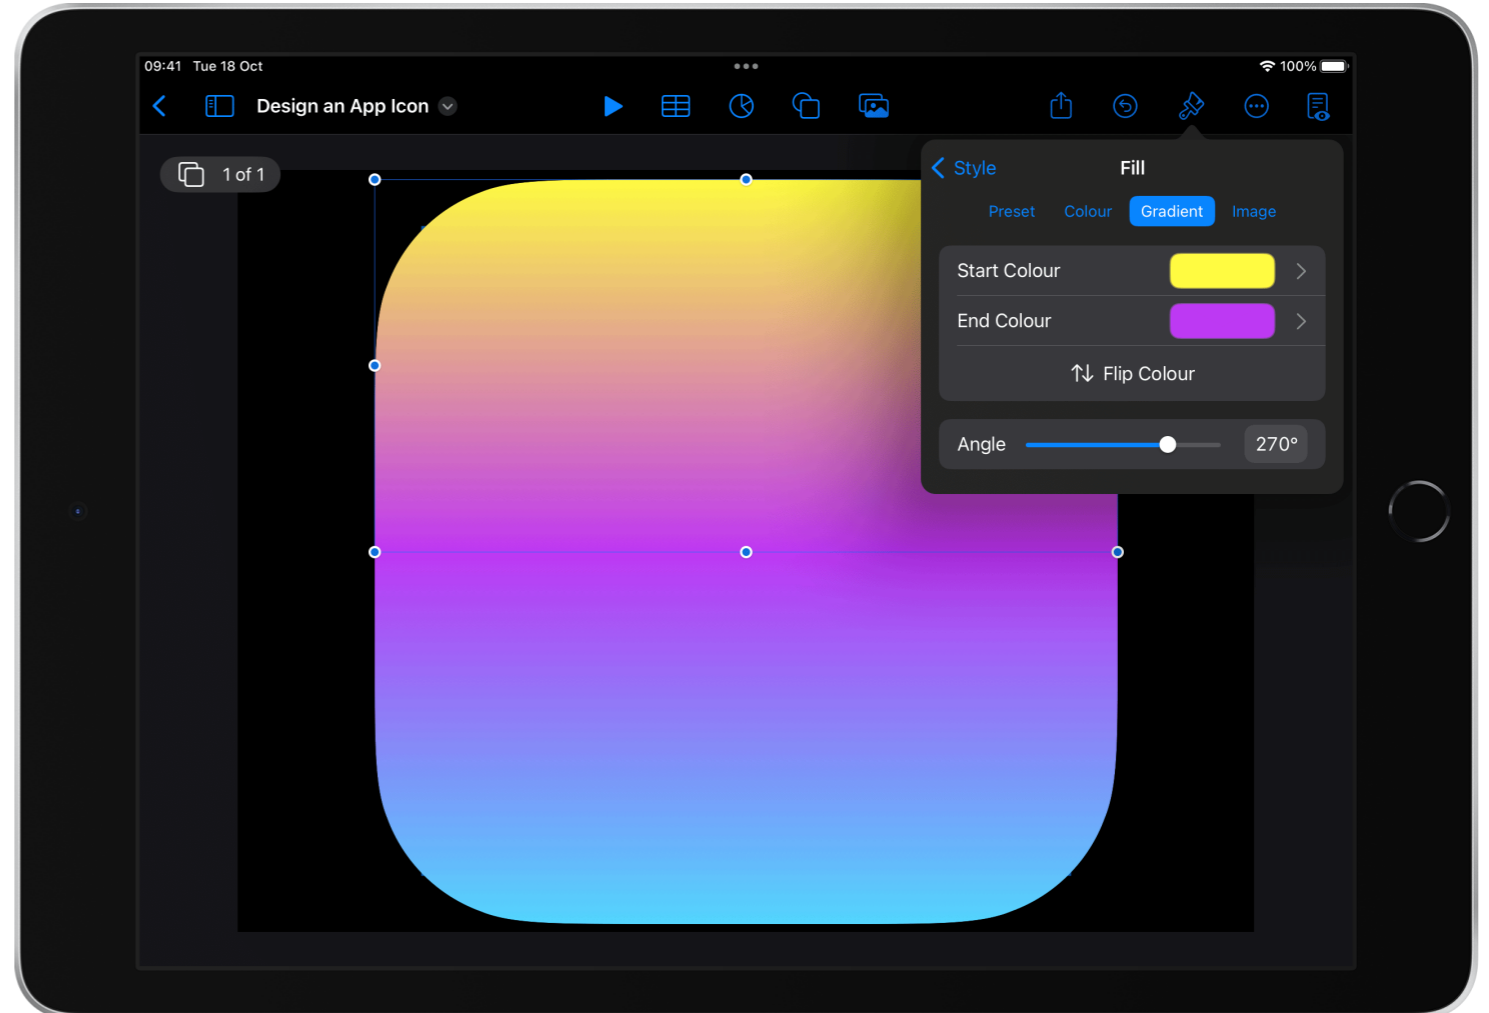 09:41 Tue 18 Oct
100%
Design an App Icon
1 of 1
Style
Fill
Preset Colour Gradient Image
Start Colour
End Colour
Flip Colour
Angle 270°